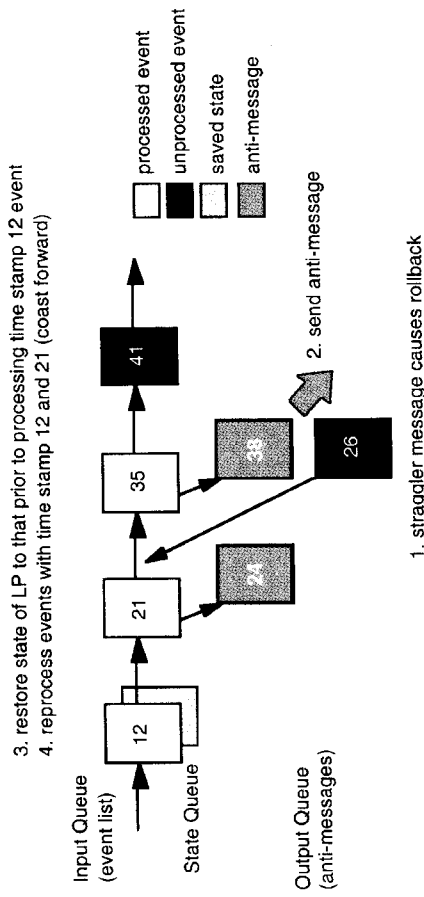 3. restore state of LP to that prior to processing time stamp 12 event
4. reprocess events with time stamp 12 and 21 (coast forward)
Input Queue
(event list)
12
21
35
41
processed event
unprocessed event
saved state
anti-message
State Queue
24
38
2. send anti-message
26
Output Queue
(anti-messages)
1. straggler message causes rollback